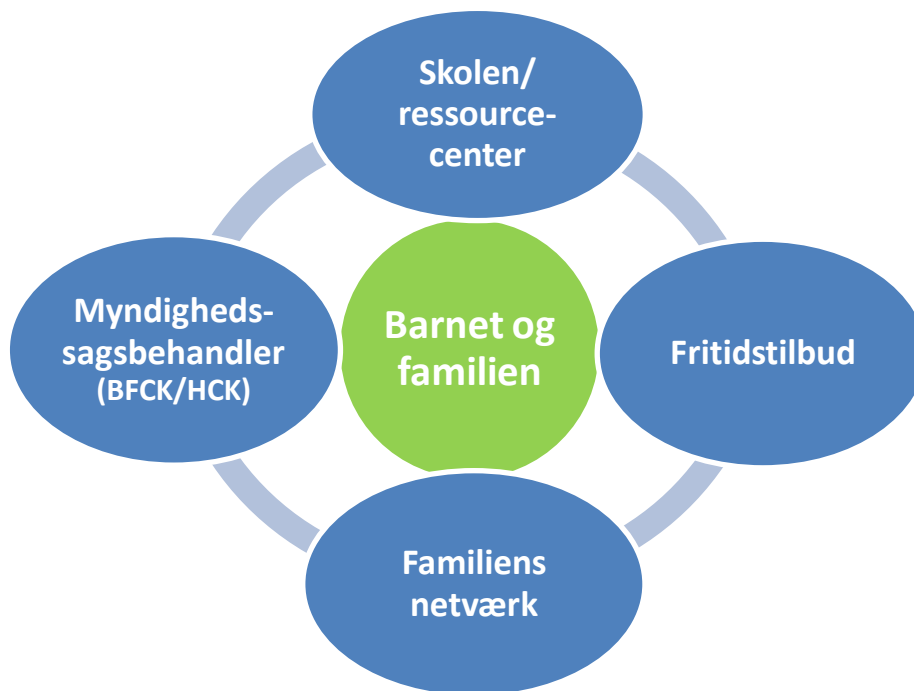 Skolen/
ressource-
center
Myndigheds-
sagsbehandler
(BFCK/HCK)
Barnet og
familien
Fritidstilbud
Familiens
netværk